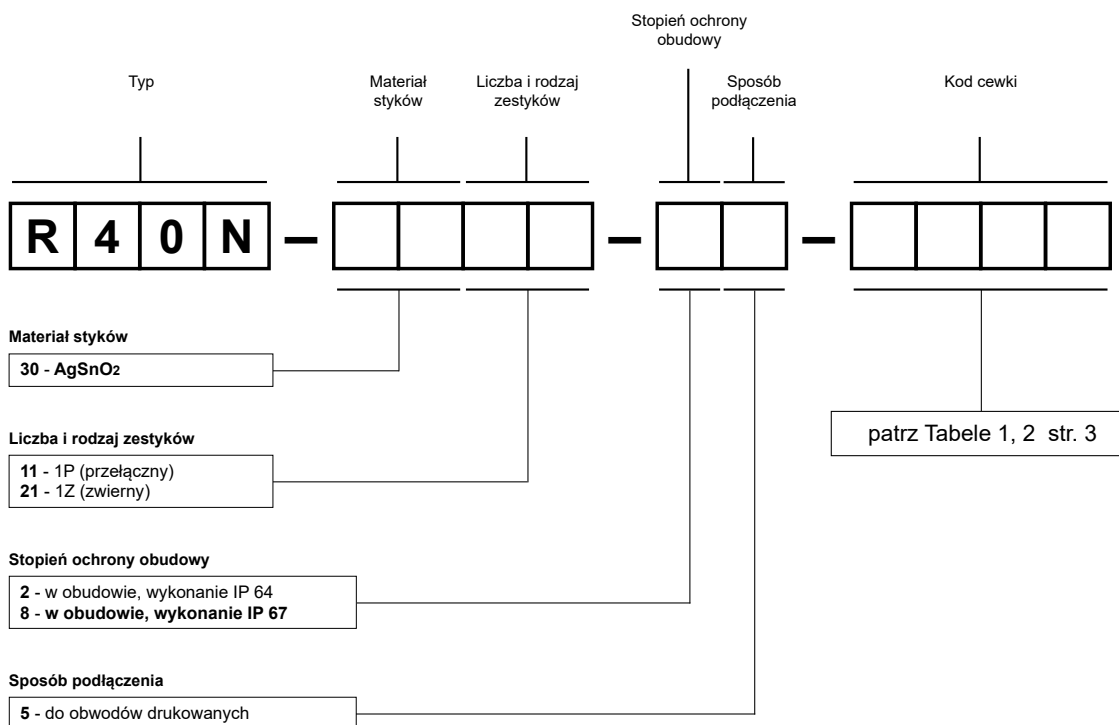 Stopień ochrony
obudowy
Typ
Materiał
styków
Liczba i rodzaj
zestyków
Sposób
podłączenia
Kod cewki
R 4 0 N – –  –
Materiał styków
30 - AgSnO2
Liczba i rodzaj zestyków
11 - 1P (przełączny)
21 - 1Z (zwierny)
patrz Tabele 1, 2 str. 3
Stopień ochrony obudowy
2 - w obudowie, wykonanie IP 64
8 - w obudowie, wykonanie IP 67
Sposób podłączenia
5 - do obwodów drukowanych